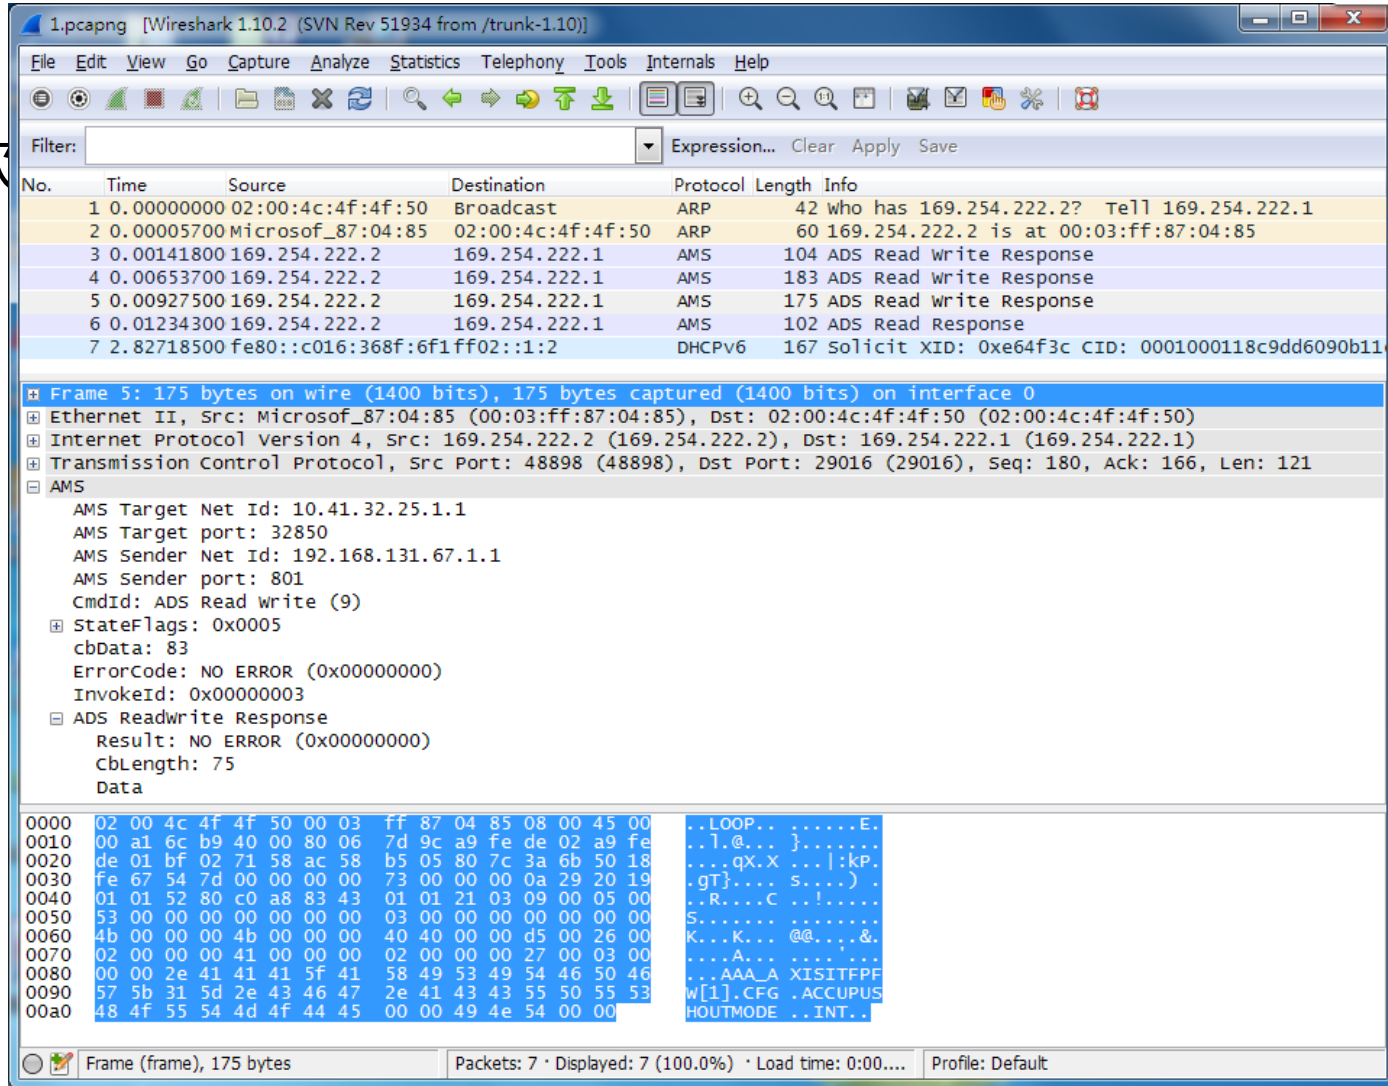 1.pcapng [Wireshark 1.10.2 (SVN Rev 51934 from /trunk-1.10)]
File Edit View Go Capture Analyze Statistics Telephony Tools Internals Help
Filter: Expression... Clear Apply Save
No. Time Source Destination Protocol Length Info
1 0.00000000 02:00:4c:4f:4f:50 Broadcast ARP 42 Who has 169.254.222.2? Tell 169.254.222.1
2 0.00005700 Microsof_87:04:85 02:00:4c:4f:4f:50 ARP 60 169.254.222.2 is at 00:03:ff:87:04:85
3 0.00141800 169.254.222.2 169.254.222.1 AMS 104 ADS Read Write Response
4 0.00653700 169.254.222.2 169.254.222.1 AMS 183 ADS Read Write Response
5 0.00927500 169.254.222.2 169.254.222.1 AMS 175 ADS Read Write Response
6 0.01234300 169.254.222.2 169.254.222.1 AMS 102 ADS Read Response
7 2.82718500 fe80::c016:368f:6f1 ff02::1:2 DHCPv6 167 Solicit XID: 0xe64f3c CID: 0001000118c9dd6090b11
Frame 5: 175 bytes on wire (1400 bits), 175 bytes captured (1400 bits) on interface 0
Ethernet II, Src: Microsof_87:04:85 (00:03:ff:87:04:85), Dst: 02:00:4c:4f:4f:50 (02:00:4c:4f:4f:50)
Internet Protocol Version 4, Src: 169.254.222.2 (169.254.222.2), Dst: 169.254.222.1 (169.254.222.1)
Transmission Control Protocol, Src Port: 48898 (48898), Dst Port: 29016 (29016), Seq: 180, Ack: 166, Len: 121
AMS
AMS Target Net Id: 10.41.32.25.1.1
AMS Target port: 32850
AMS Sender Net Id: 192.168.131.67.1.1
AMS Sender port: 801
CmdId: ADS Read Write (9)
StateFlags: 0x0005
cbData: 83
ErrorCode: NO ERROR (0x00000000)
InvokeId: 0x00000003
ADS ReadWrite Response
Result: NO ERROR (0x00000000)
CbLength: 75
Data
0000 02 00 4c 4f 4f 50 00 03 ff 87 04 85 08 00 45 00 ..LOOP.. ......E.
0010 00 a1 6c b9 40 00 80 06 7d 9c a9 fe de 02 a9 fe ..l.@... }.......
0020 de 01 bf 02 71 58 ac 58 b5 05 80 7c 3a 6b 50 18 ....qX.X ...|:kP.
0030 fe 67 54 7d 00 00 00 00 73 00 00 00 0a 29 20 19 .gT}.... s....) .
0040 01 01 52 80 c0 a8 83 43 01 01 21 03 09 00 05 00 ..R....C ..!.....
0050 53 00 00 00 00 00 00 00 03 00 00 00 00 00 00 00 S....... ........
0060 4b 00 00 00 4b 00 00 00 40 40 00 00 d5 00 26 00 K...K... @@....&.
0070 02 00 00 00 41 00 00 00 02 00 00 00 27 00 03 00 ....A... ....'...
0080 00 00 2e 41 41 41 5f 41 58 49 53 49 54 46 50 46 ...AAA_A XISITFPF
0090 57 5b 31 5d 2e 43 46 47 2e 41 43 43 55 50 55 53 W[1].CFG .ACCUPUS
00a0 48 4f 55 54 4d 4f 44 45 00 00 49 4e 54 00 00 HOUTMODE ..INT..
Frame (frame), 175 bytes Packets: 7 · Displayed: 7 (100.0%) · Load time: 0:00.... Profile: Default